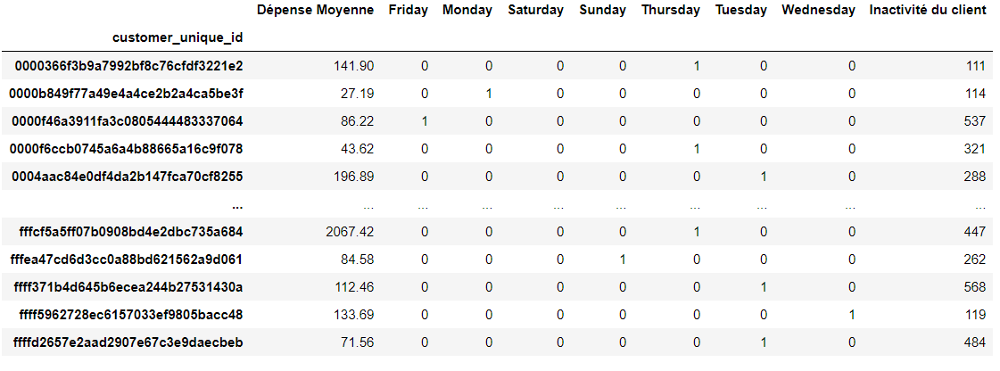 Dépense Moyenne Friday Monday Saturday Sunday Thursday Tuesday Wednesday Inactivité du client
customer_unique_id
0000366f3b9a7992bf8c76cfdf3221e2 141.90 0 0 0 0 1 0 0 111
0000b849f77a49e4a4ce2b2a4ca5be3f 27.19 0 1 0 0 0 0 0 114
0000f46a3911fa3c0805444483337064 86.22 1 0 0 0 0 0 0 537
0000f6ccb0745a6a4b88665a16c9f078 43.62 0 0 0 0 1 0 0 321
0004aac84e0df4da2b147fca70cf8255 196.89 0 0 0 0 0 1 0 288
... ... ... ... ... ... ... ... ... ...
fffcf5a5ff07b0908bd4e2dbc735a684 2067.42 0 0 0 0 1 0 0 447
fffea47cd6d3cc0a88bd621562a9d061 84.58 0 0 0 1 0 0 0 262
ffff371b4d645b6ecea244b27531430a 112.46 0 0 0 0 0 1 0 568
ffff5962728ec6157033ef9805bacc48 133.69 0 0 0 0 0 0 1 119
ffffd2657e2aad2907e67c3e9daecbeb 71.56 0 0 0 0 0 1 0 484